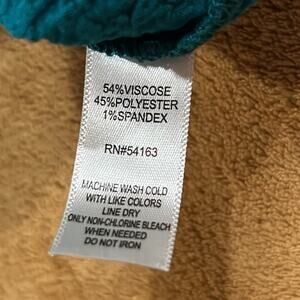 54%VISCOSE
45%POLYESTER
1%SPANDEX
RN#54163
MACHINE WASH COLD
WITH LIKE COLORS
LINE DRY
ONLY NON-CHLORINE BLEACH
WHEN NEEDED
DO NOT IRON